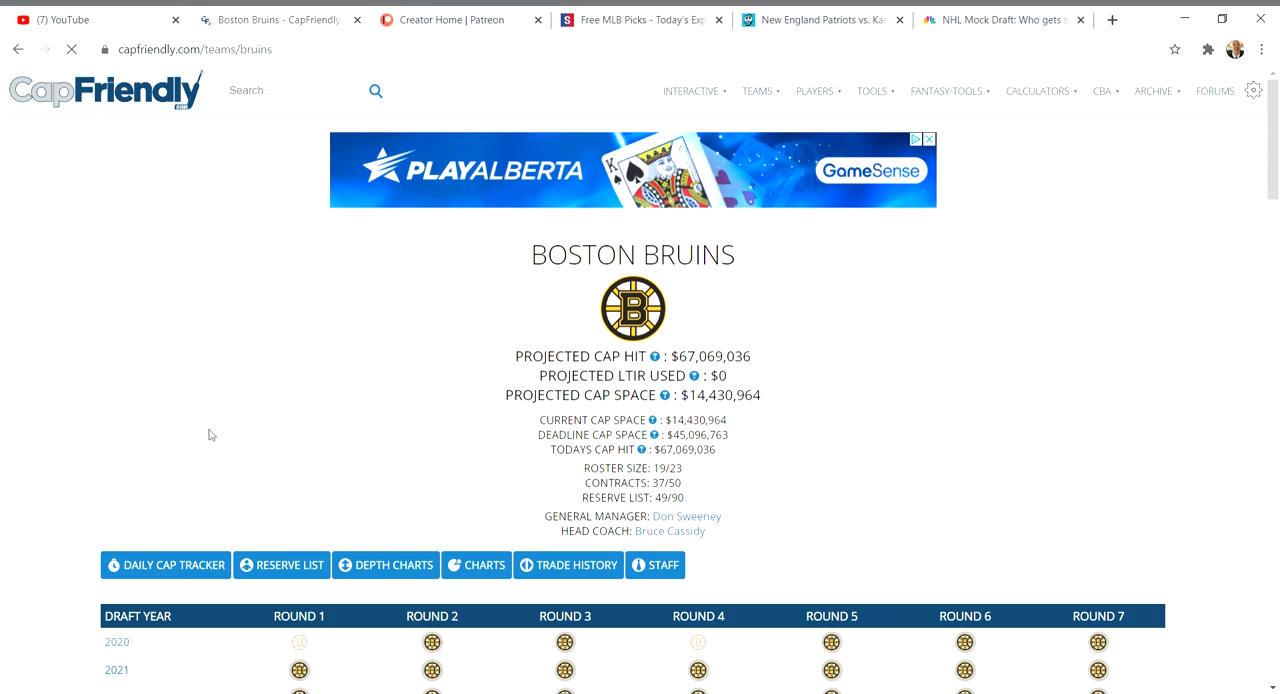 (7) YouTube
Boston Bruins - CapFriendly
Creator Home | Patreon
Free MLB Picks - Today's Exp
New England Patriots vs. Kan
NHL Mock Draft: Who gets s
capfriendly.com/teams/bruins
CapFriendly
Search...
INTERACTIVE
TEAMS
PLAYERS
TOOLS
FANTASY-TOOLS
CALCULATORS
CBA
ARCHIVE
FORUMS
PLAYALBERTA
K
GameSense
BOSTON BRUINS
B
PROJECTED CAP HIT ? : $67,069,036
PROJECTED LTIR USED ? : $0
PROJECTED CAP SPACE ? : $14,430,964
CURRENT CAP SPACE ? : $14,430,964
DEADLINE CAP SPACE ? : $45,096,763
TODAYS CAP HIT ? : $67,069,036
ROSTER SIZE: 19/23
CONTRACTS: 37/50
RESERVE LIST: 49/90
GENERAL MANAGER: Don Sweeney
HEAD COACH: Bruce Cassidy
DAILY CAP TRACKER
RESERVE LIST
DEPTH CHARTS
CHARTS
TRADE HISTORY
STAFF
DRAFT YEAR ROUND 1 ROUND 2 ROUND 3 ROUND 4 ROUND 5 ROUND 6 ROUND 7
2020
2021